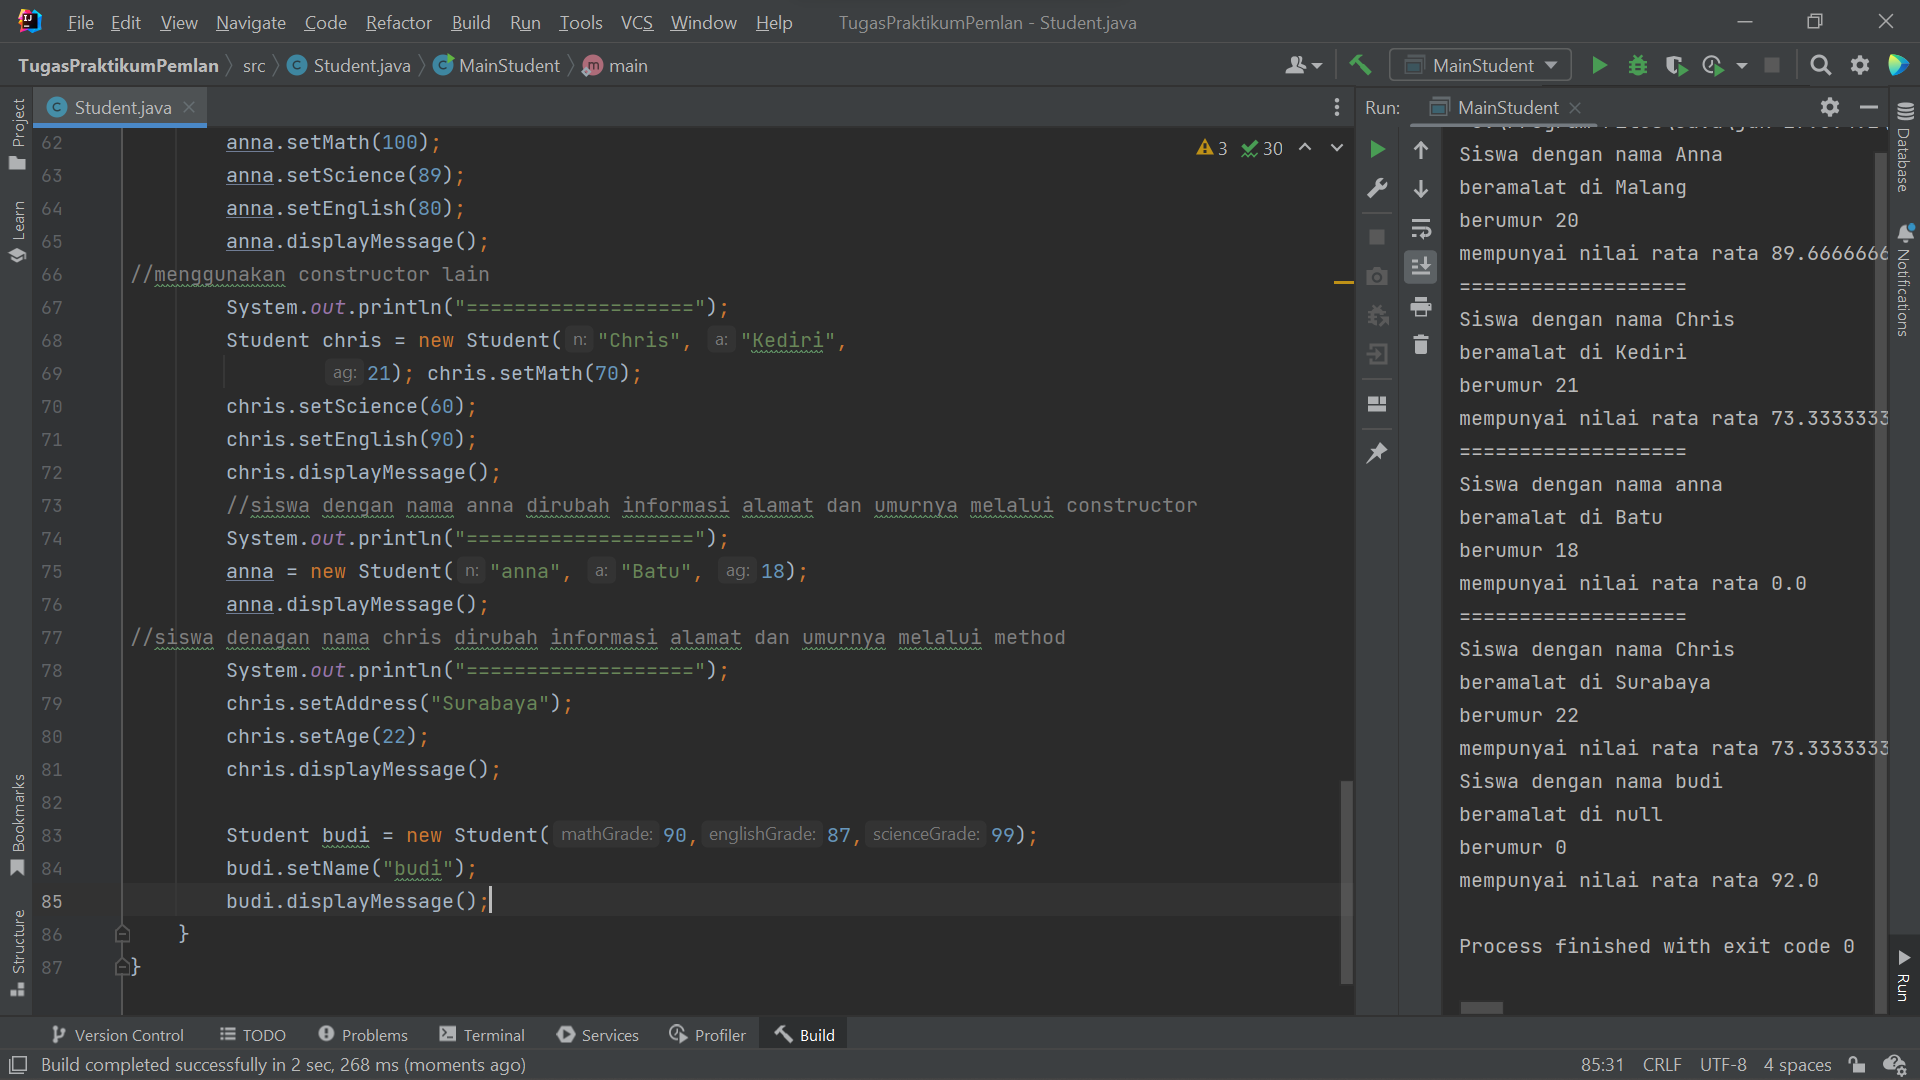 File Edit View Navigate Code Refactor Build Run Tools VCS Window Help TugasPraktikumPemlan - Student.java
TugasPraktikumPemlan src Student.java MainStudent main MainStudent
Project
Learn
Bookmarks
Structure
Student.java
3 30
62 anna.setMath(100);
63 anna.setScience(89);
64 anna.setEnglish(80);
65 anna.displayMessage();
66 //menggunakan constructor lain
67 System.out.println("===================");
68 Student chris = new Student( n: "Chris", a: "Kediri",
69 ag: 21); chris.setMath(70);
70 chris.setScience(60);
71 chris.setEnglish(90);
72 chris.displayMessage();
73 //siswa dengan nama anna dirubah informasi alamat dan umurnya melalui constructor
74 System.out.println("===================");
75 anna = new Student( n: "anna", a: "Batu", ag: 18);
76 anna.displayMessage();
77 //siswa denagan nama chris dirubah informasi alamat dan umurnya melalui method
78 System.out.println("===================");
79 chris.setAddress("Surabaya");
80 chris.setAge(22);
81 chris.displayMessage();
82
83 Student budi = new Student( mathGrade: 90, englishGrade: 87, scienceGrade: 99);
84 budi.setName("budi");
85 budi.displayMessage();
86 }
87 }
Run: MainStudent
Siswa dengan nama Anna
beramalat di Malang
berumur 20
mempunyai nilai rata rata 89.6666666
===================
Siswa dengan nama Chris
beramalat di Kediri
berumur 21
mempunyai nilai rata rata 73.3333333
===================
Siswa dengan nama anna
beramalat di Batu
berumur 18
mempunyai nilai rata rata 0.0
===================
Siswa dengan nama Chris
beramalat di Surabaya
berumur 22
mempunyai nilai rata rata 73.3333333
Siswa dengan nama budi
beramalat di null
berumur 0
mempunyai nilai rata rata 92.0
Process finished with exit code 0
Database
Notifications
Run
Version Control TODO Problems Terminal Services Profiler Build
Build completed successfully in 2 sec, 268 ms (moments ago) 85:31 CRLF UTF-8 4 spaces